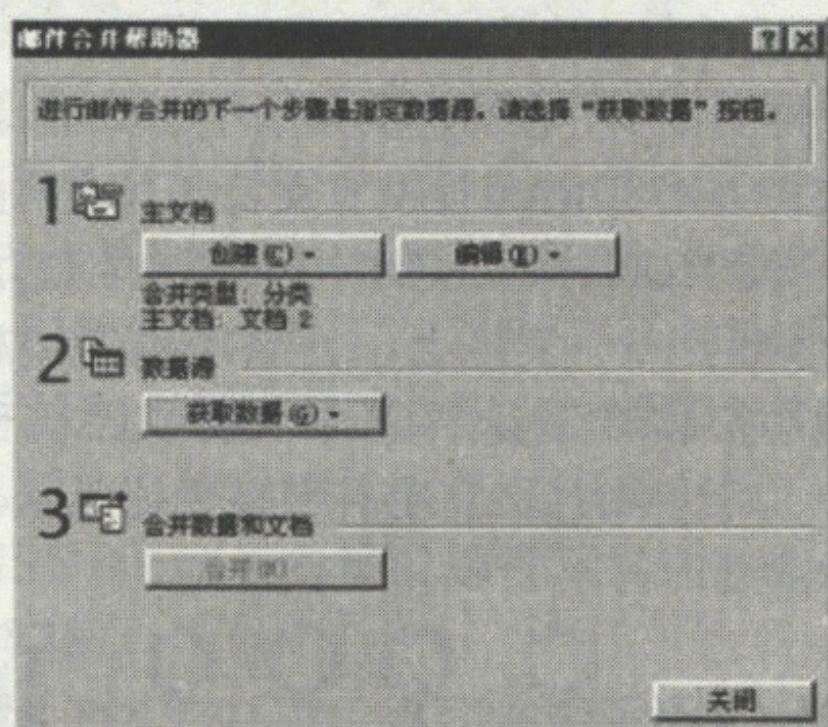 邮件合并帮助器
进行邮件合并的下一个步骤是指定数据源。请选择“获取数据”按钮。
1 主文档
创建(C) 编辑(E)
合并类型: 分类
主文档: 文档 2
2 数据源
获取数据(G)
3 合并数据和文档
合并(M)
关闭